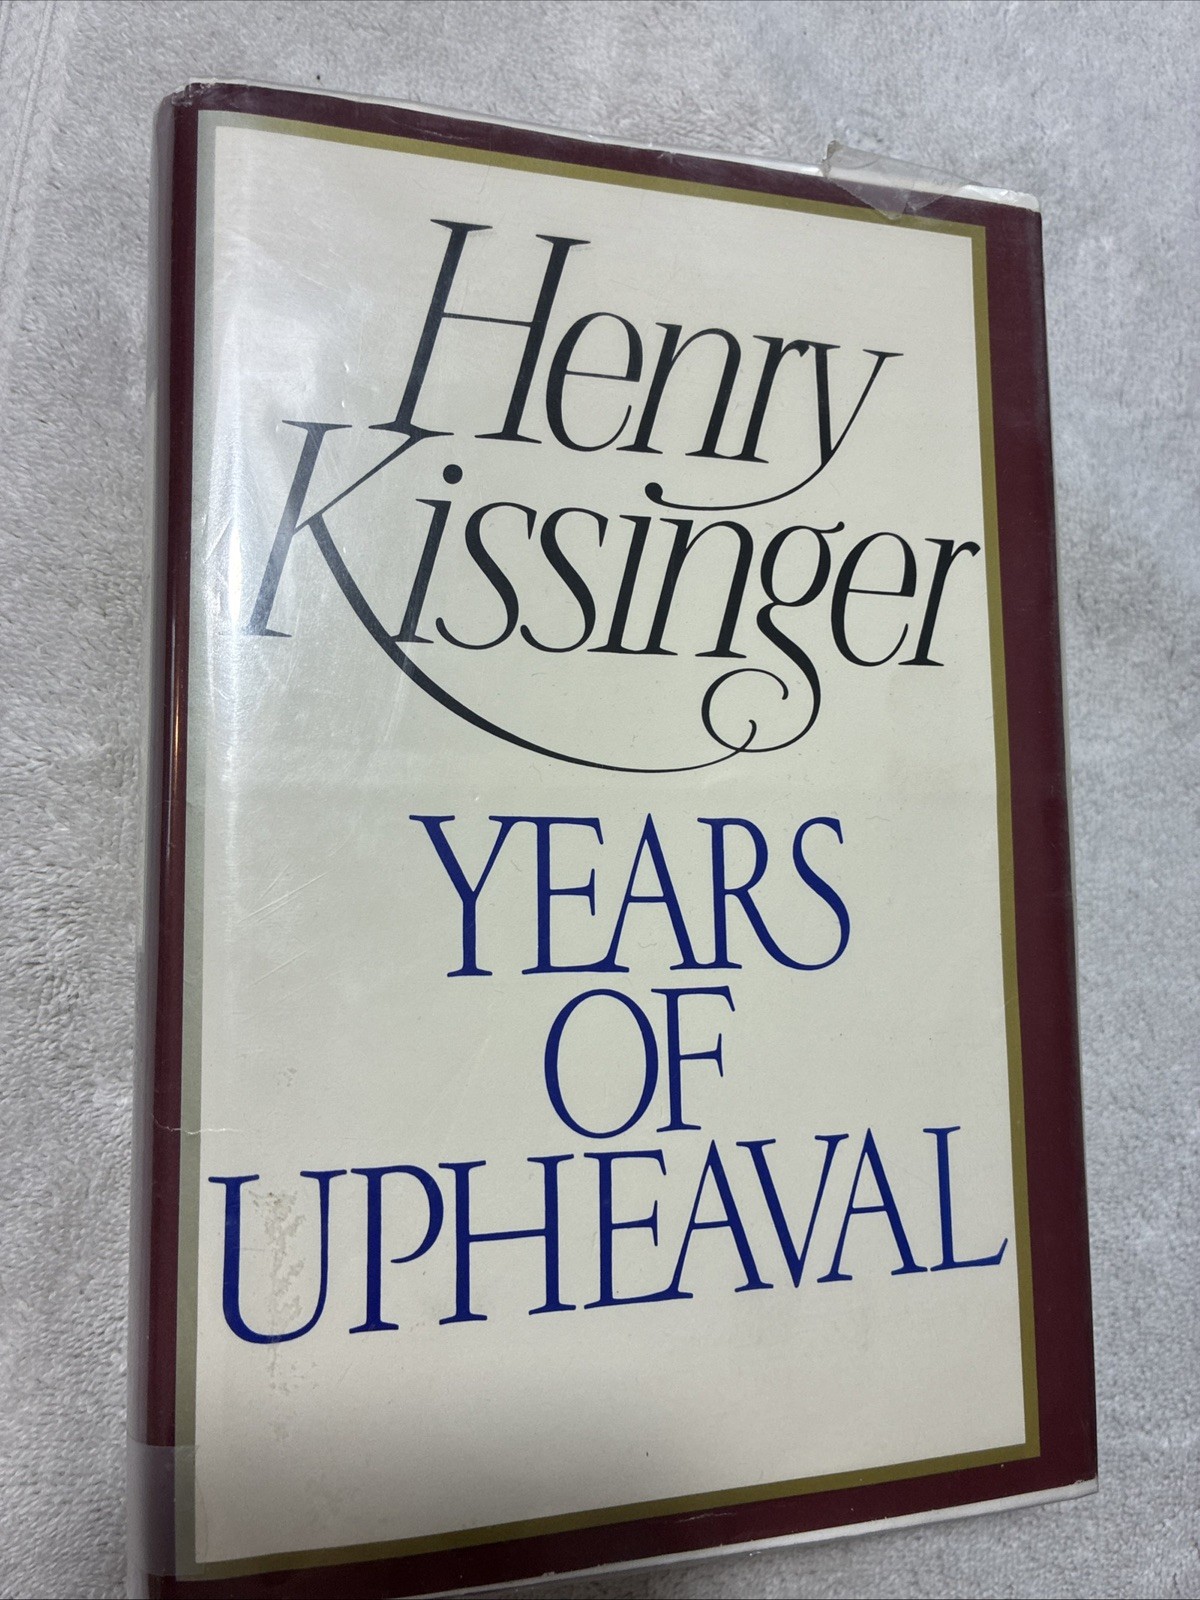 Henry
Kissinger
YEARS
OF
UPHEAVAL